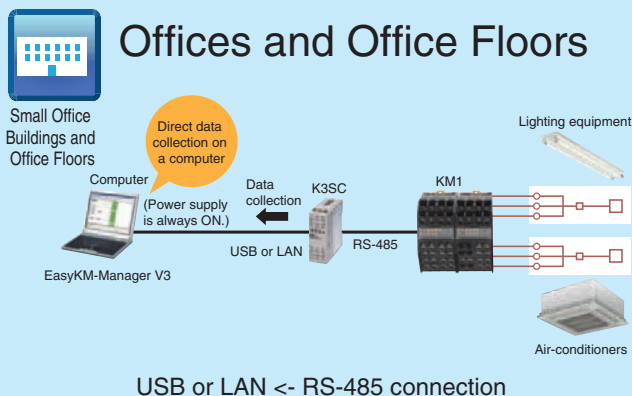 Offices and Office Floors
Small Office
Buildings and
Office Floors
Direct data
collection on
a computer
Lighting equipment
Computer
(Power supply
is always ON.)
Data
collection
K3SC
KM1
USB or LAN
RS-485
EasyKM-Manager V3
Air-conditioners
USB or LAN <- RS-485 connection